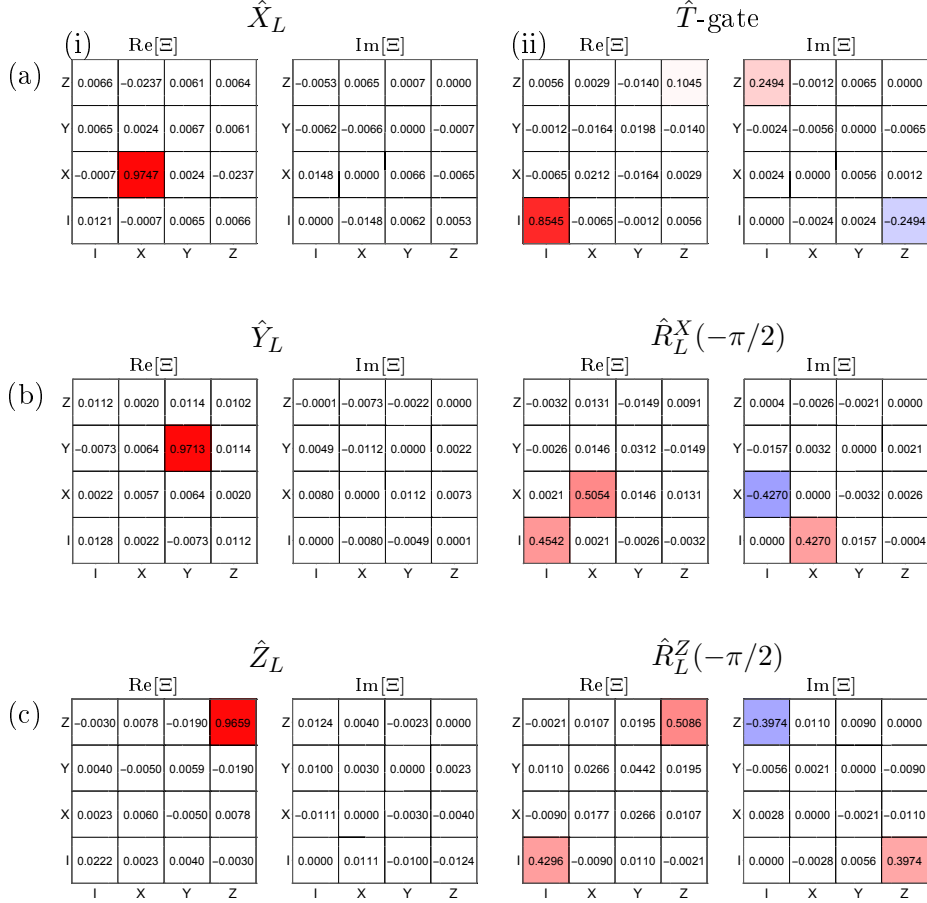 X̂_L T̂-gate
(i) Re[Ξ] Im[Ξ] (ii) Re[Ξ] Im[Ξ]
(a)
Z 0.0066 −0.0237 0.0061 0.0064 −0.0053 0.0065 0.0007 0.0000 Z 0.0056 0.0029 −0.0140 0.1045 0.2494 −0.0012 0.0065 0.0000
Y 0.0065 0.0024 0.0067 0.0061 −0.0062 −0.0066 0.0000 −0.0007 Y −0.0012 −0.0164 0.0198 −0.0140 −0.0024 −0.0056 0.0000 −0.0065
X −0.0007 0.9747 0.0024 −0.0237 0.0148 0.0000 0.0066 −0.0065 X −0.0065 0.0212 −0.0164 0.0029 0.0024 0.0000 0.0056 0.0012
I 0.0121 −0.0007 0.0065 0.0066 0.0000 −0.0148 0.0062 0.0053 I 0.8545 −0.0065 −0.0012 0.0056 0.0000 −0.0024 0.0024 −0.2494
I X Y Z I X Y Z I X Y Z I X Y Z
Ŷ_L R̂_L^X(−π/2)
Re[Ξ] Im[Ξ] Re[Ξ] Im[Ξ]
(b)
Z 0.0112 0.0020 0.0114 0.0102 Z −0.0001 −0.0073 −0.0022 0.0000 Z −0.0032 0.0131 −0.0149 0.0091 Z 0.0004 −0.0026 −0.0021 0.0000
Y −0.0073 0.0064 0.9713 0.0114 Y 0.0049 −0.0112 0.0000 0.0022 Y −0.0026 0.0146 0.0312 −0.0149 Y −0.0157 0.0032 0.0000 0.0021
X 0.0022 0.0057 0.0064 0.0020 X 0.0080 0.0000 0.0112 0.0073 X 0.0021 0.5054 0.0146 0.0131 X −0.4270 0.0000 −0.0032 0.0026
I 0.0128 0.0022 −0.0073 0.0112 I 0.0000 −0.0080 −0.0049 0.0001 I 0.4542 0.0021 −0.0026 −0.0032 I 0.0000 0.4270 0.0157 −0.0004
I X Y Z I X Y Z I X Y Z I X Y Z
Ẑ_L R̂_L^Z(−π/2)
Re[Ξ] Im[Ξ] Re[Ξ] Im[Ξ]
(c)
Z −0.0030 0.0078 −0.0190 0.9659 Z 0.0124 0.0040 −0.0023 0.0000 Z −0.0021 0.0107 0.0195 0.5086 Z −0.3974 0.0110 0.0090 0.0000
Y 0.0040 −0.0050 0.0059 −0.0190 Y 0.0100 0.0030 0.0000 0.0023 Y 0.0110 0.0266 0.0442 0.0195 Y −0.0056 0.0021 0.0000 −0.0090
X 0.0023 0.0060 −0.0050 0.0078 X −0.0111 0.0000 −0.0030 −0.0040 X −0.0090 0.0177 0.0266 0.0107 X 0.0028 0.0000 −0.0021 −0.0110
I 0.0222 0.0023 0.0040 −0.0030 I 0.0000 0.0111 −0.0100 −0.0124 I 0.4296 −0.0090 0.0110 −0.0021 I 0.0000 −0.0028 0.0056 0.3974
I X Y Z I X Y Z I X Y Z I X Y Z